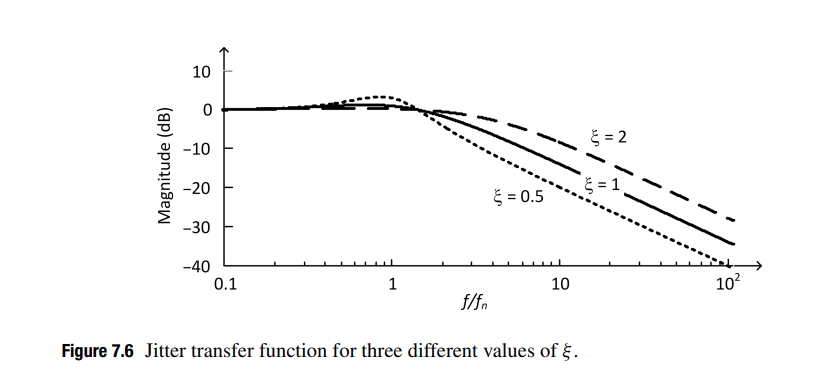 10
0
−10
−20
−30
−40
Magnitude (dB)
ξ = 2
ξ = 1
ξ = 0.5
0.1
1
10
10²
f/fₙ
Figure 7.6 Jitter transfer function for three different values of ξ.